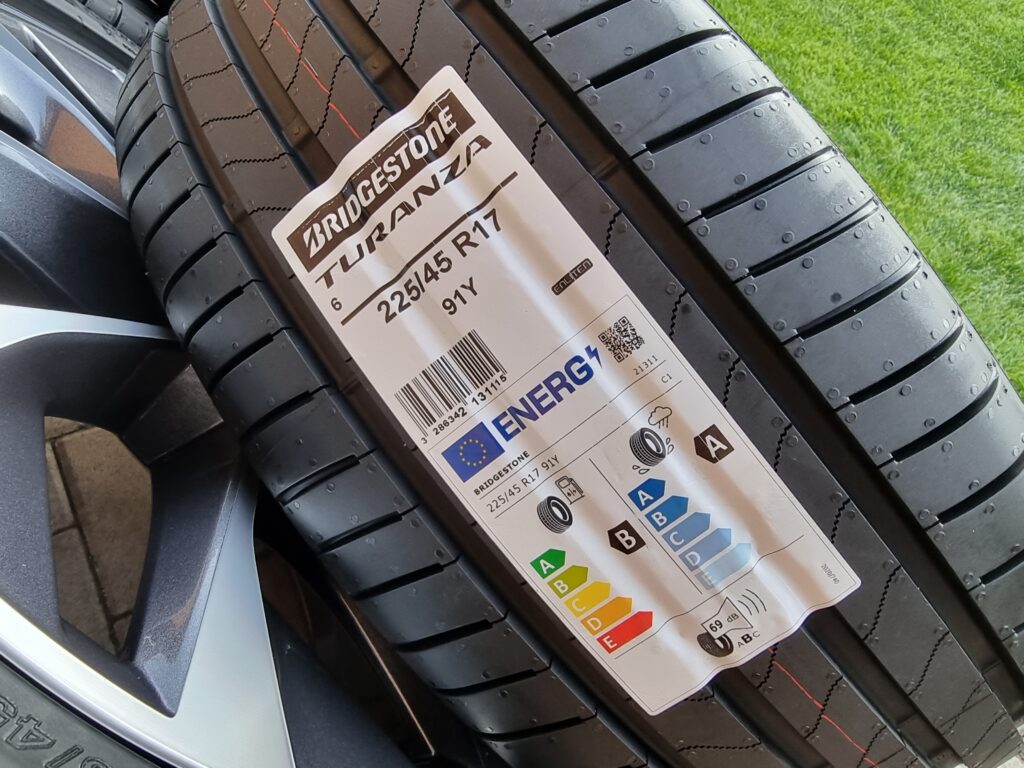 BRIDGESTONE
TURANZA
6
225/45 R17
91Y
ENLITEN
3 286342 131115
ENERG
21311
BRIDGESTONE
225/45 R17 91Y
C1
A
B
A
B
C
D
E
A
B
C
D
E
69 dB
ABC
2020/740